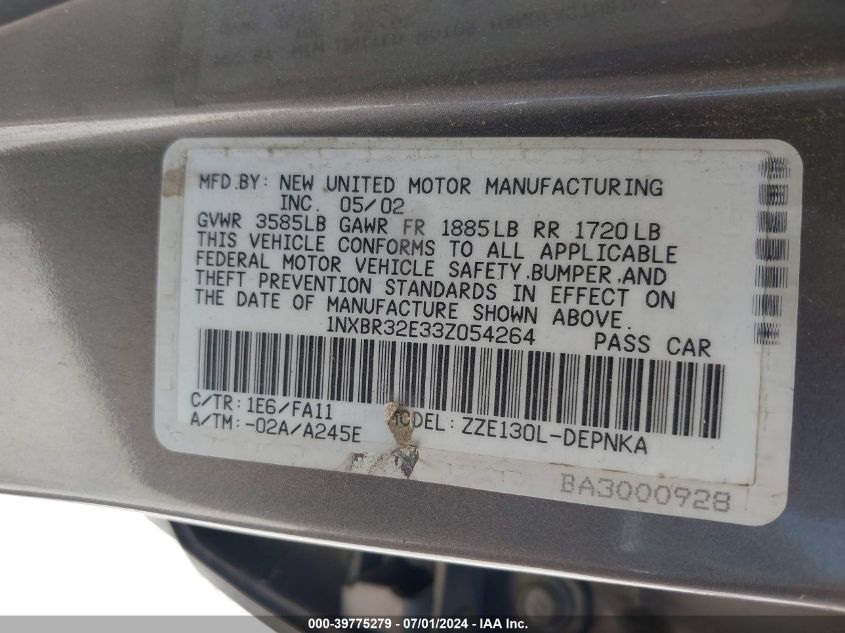 MFD.BY: NEW UNITED MOTOR MANUFACTURING
INC. 05/02
GVWR 3585LB GAWR FR 1885LB RR 1720LB
THIS VEHICLE CONFORMS TO ALL APPLICABLE
FEDERAL MOTOR VEHICLE SAFETY,BUMPER,AND
THEFT PREVENTION STANDARDS IN EFFECT ON
THE DATE OF MANUFACTURE SHOWN ABOVE.
1NXBR32E33Z054264 PASS CAR
C/TR:1E6/FA11
A/TM:-02A/A245E MODEL:ZZE130L-DEPNKA
BA3000928
000-39775279 - 07/01/2024 - IAA Inc.